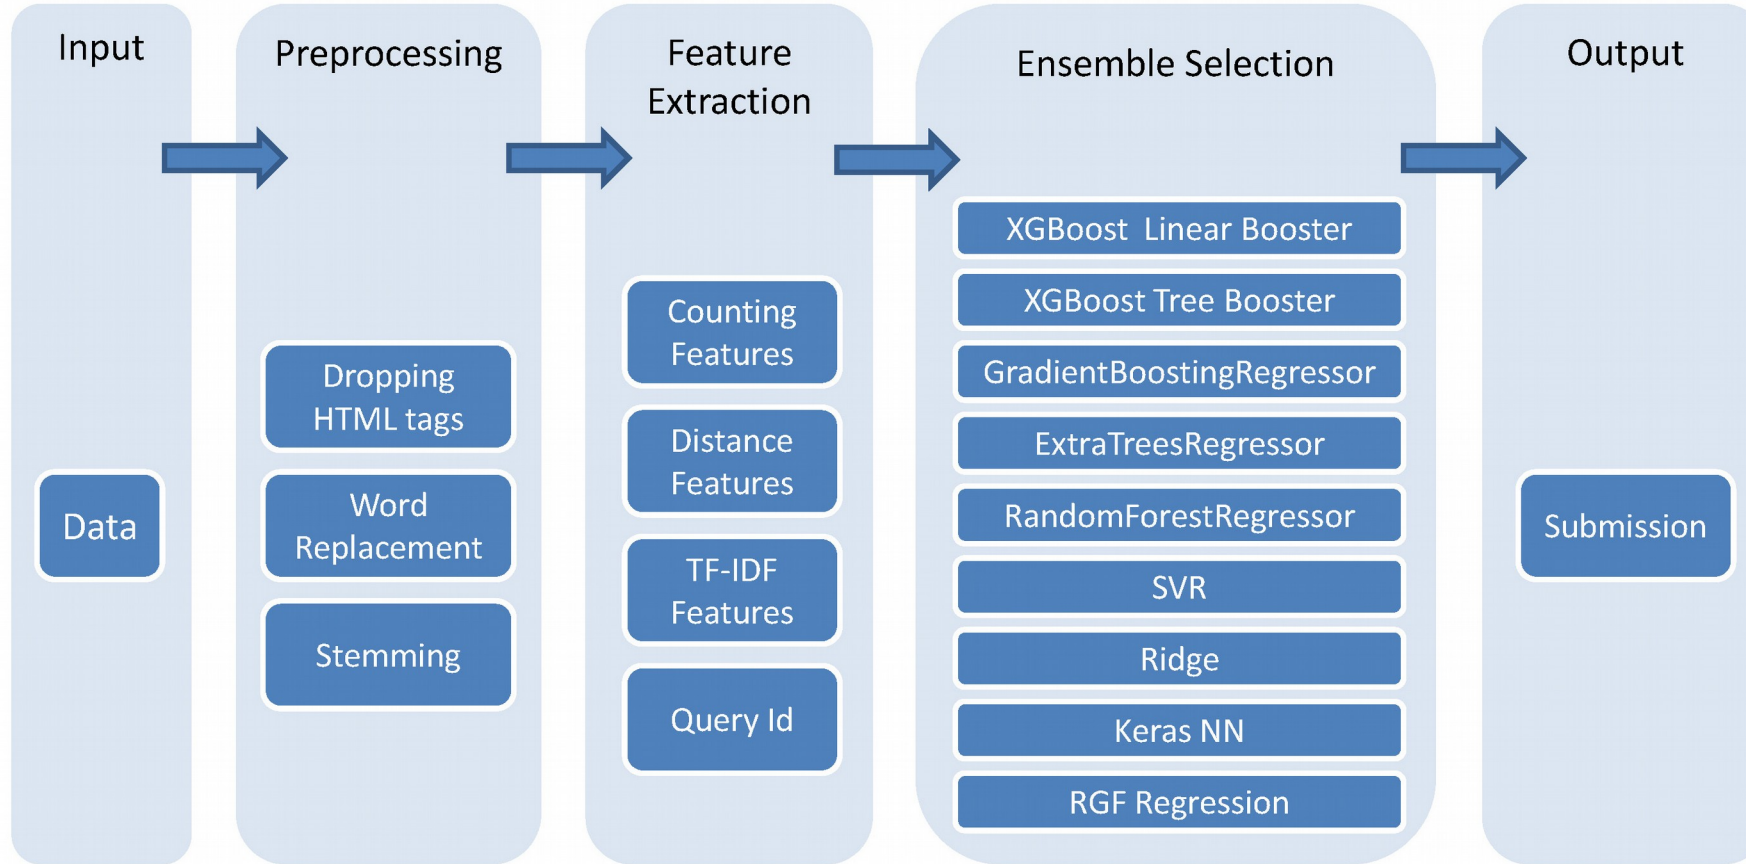 Input
Data
Preprocessing
Dropping
HTML tags
Word
Replacement
Stemming
Feature
Extraction
Counting
Features
Distance
Features
TF-IDF
Features
Query Id
Ensemble Selection
XGBoost Linear Booster
XGBoost Tree Booster
GradientBoostingRegressor
ExtraTreesRegressor
RandomForestRegressor
SVR
Ridge
Keras NN
RGF Regression
Output
Submission